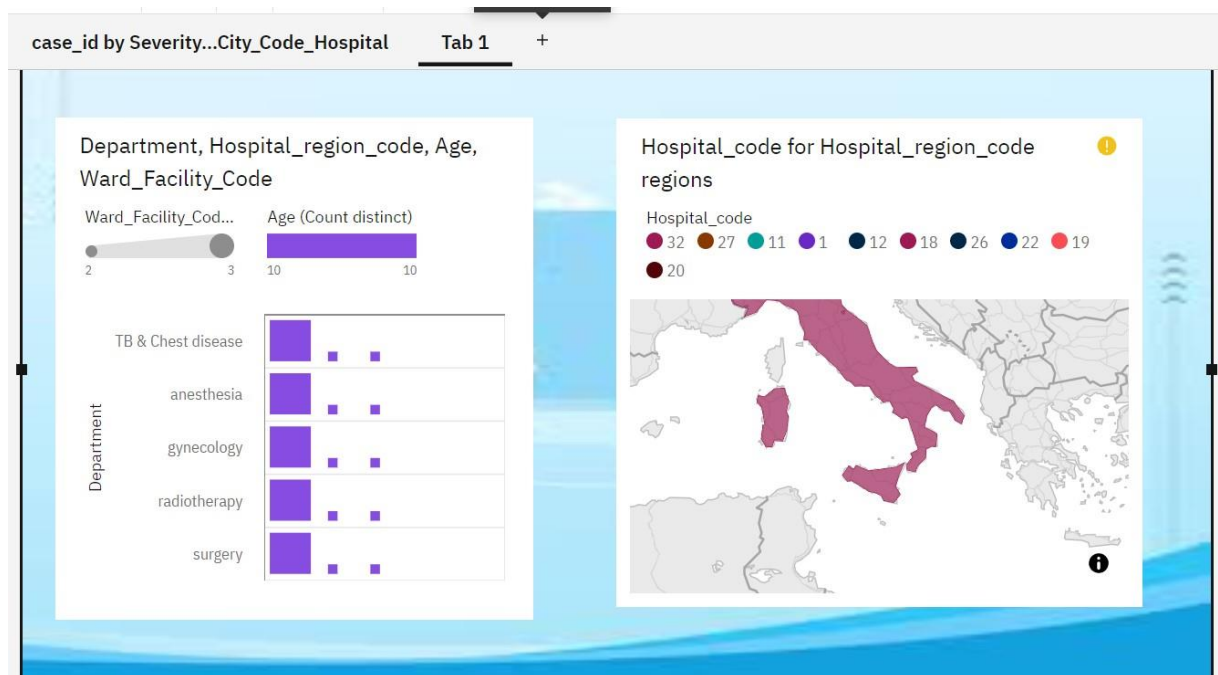 case_id by Severity...City_Code_Hospital Tab 1 +
Department, Hospital_region_code, Age,
Ward_Facility_Code
Ward_Facility_Cod... Age (Count distinct)
2 3 10 10
TB & Chest disease
anesthesia
gynecology
radiotherapy
surgery
Department
Hospital_code for Hospital_region_code
regions
Hospital_code
32 27 11 1 12 18 26 22 19
20